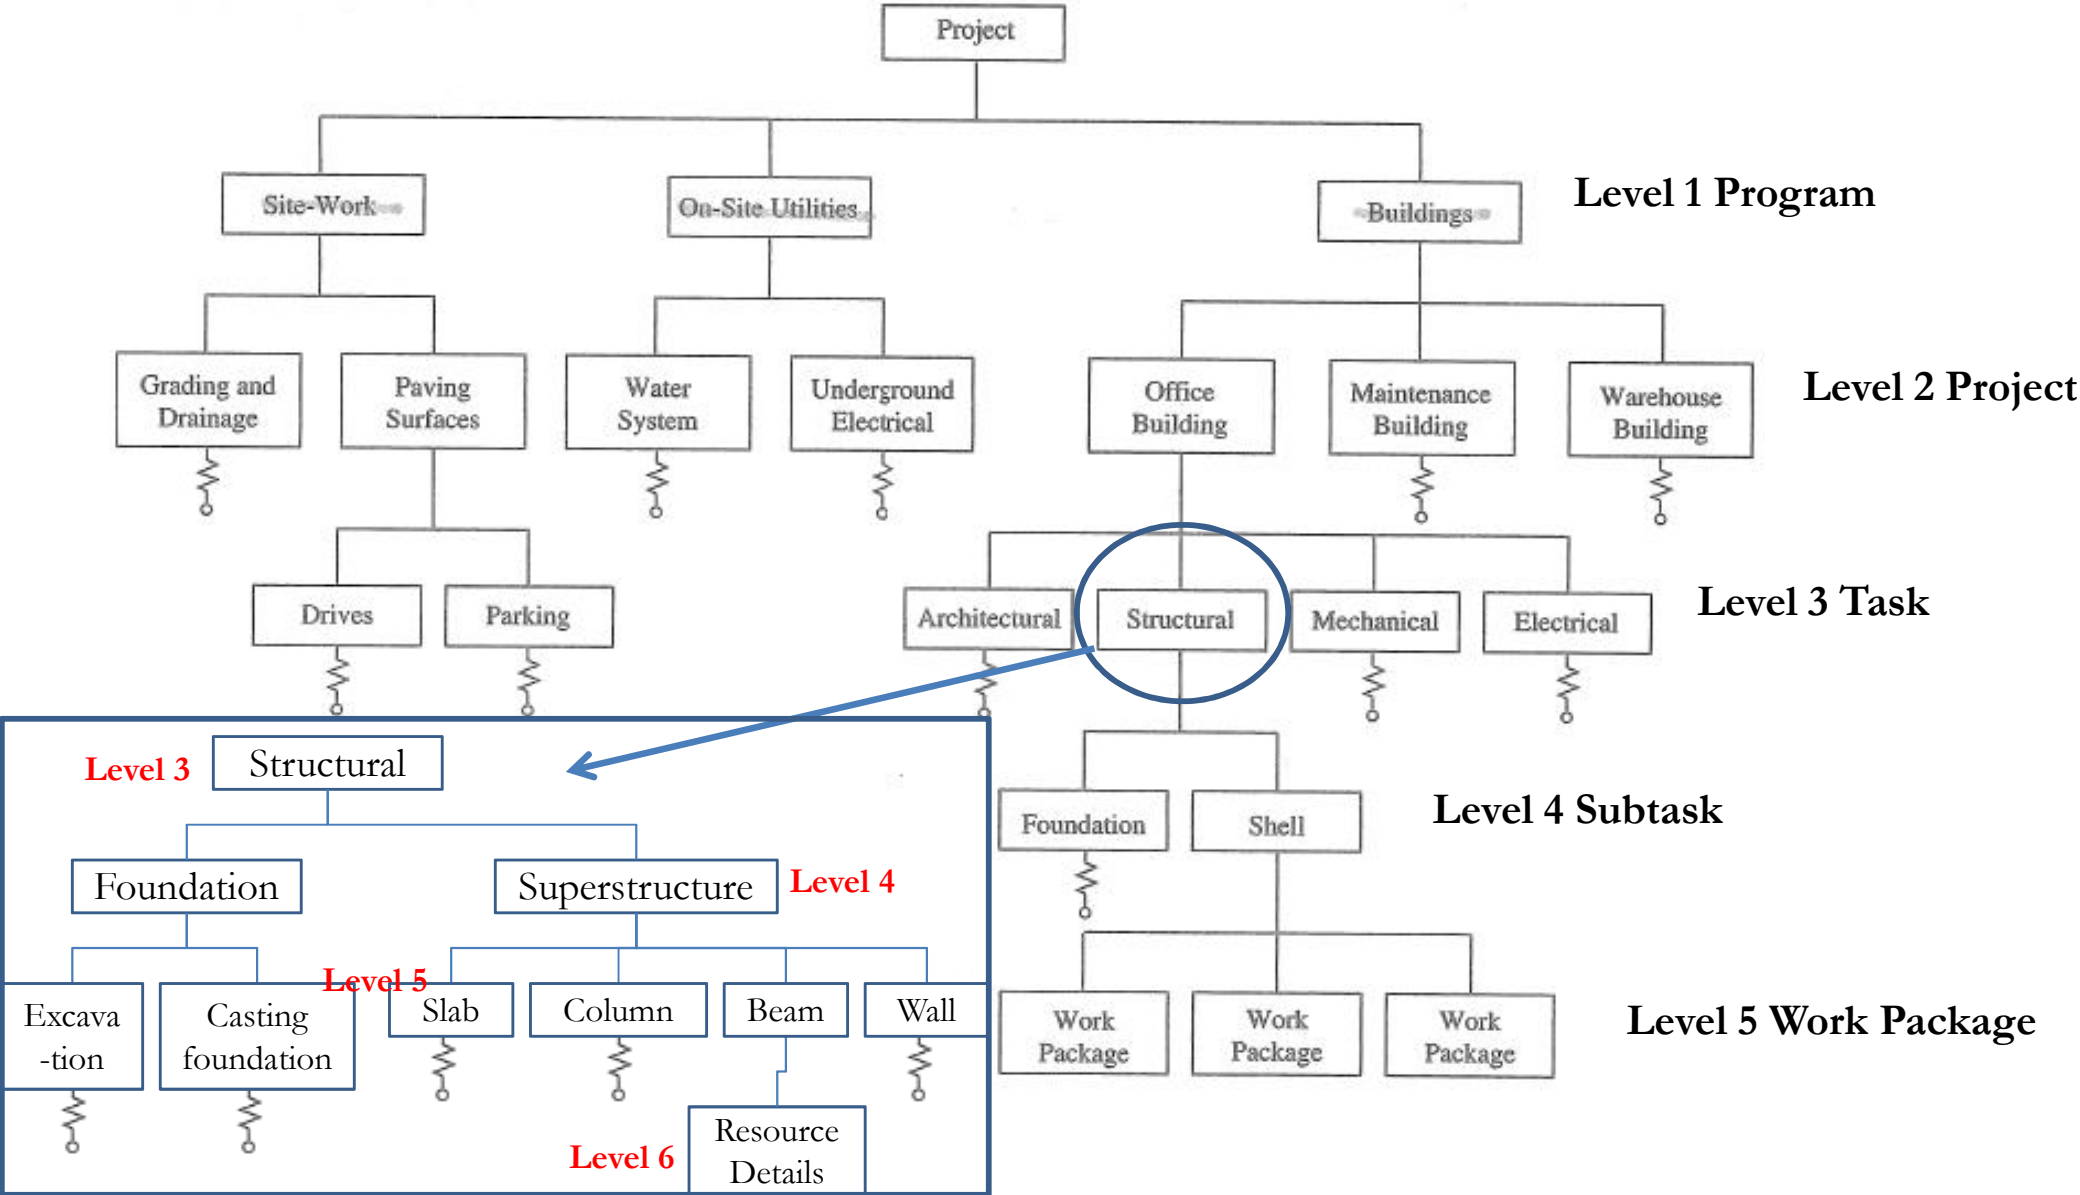 Project
Site-Work
On-Site Utilities
Buildings
Level 1 Program
Grading and
Drainage
Paving
Surfaces
Water
System
Underground
Electrical
Office
Building
Maintenance
Building
Warehouse
Building
Level 2 Project
Drives
Parking
Architectural
Structural
Mechanical
Electrical
Level 3 Task
Foundation
Shell
Level 4 Subtask
Work
Package
Work
Package
Work
Package
Level 5 Work Package
Level 3
Structural
Foundation
Superstructure
Level 4
Level 5
Excava
-tion
Casting
foundation
Slab
Column
Beam
Wall
Level 6
Resource
Details